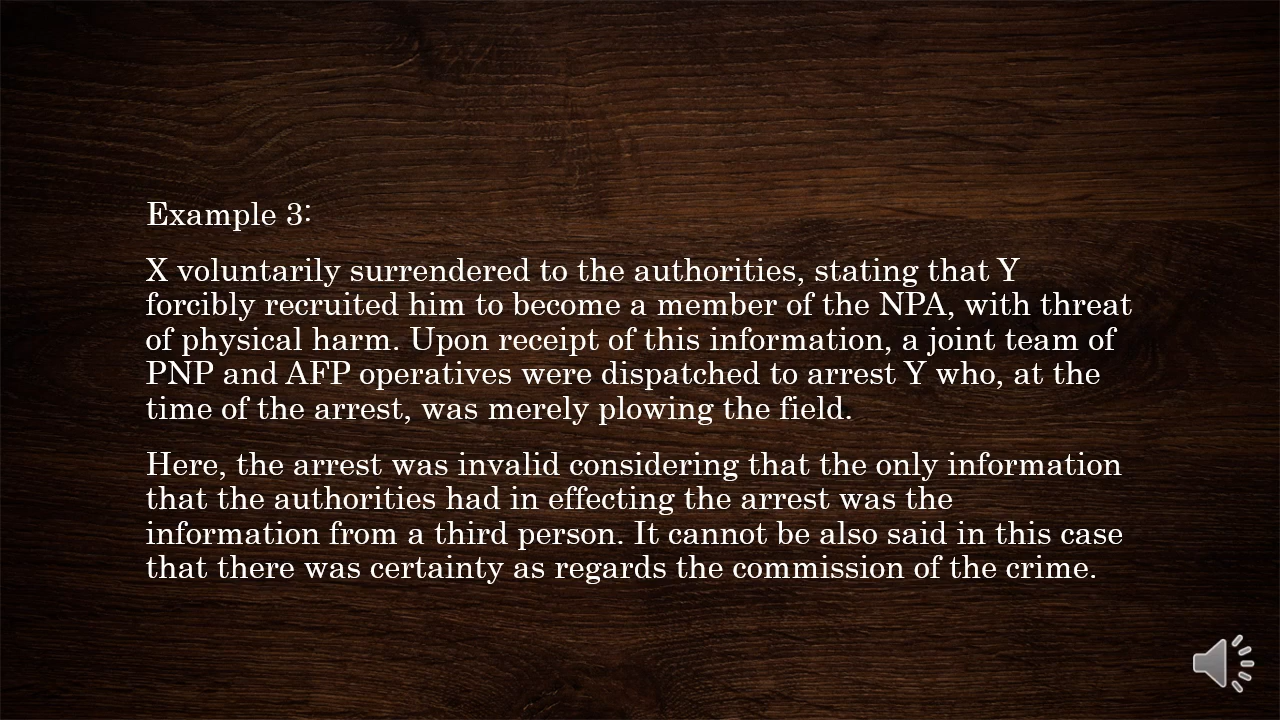 Example 3:
X voluntarily surrendered to the authorities, stating that Y
forcibly recruited him to become a member of the NPA, with threat
of physical harm. Upon receipt of this information, a joint team of
PNP and AFP operatives were dispatched to arrest Y who, at the
time of the arrest, was merely plowing the field.
Here, the arrest was invalid considering that the only information
that the authorities had in effecting the arrest was the
information from a third person. It cannot be also said in this case
that there was certainty as regards the commission of the crime.